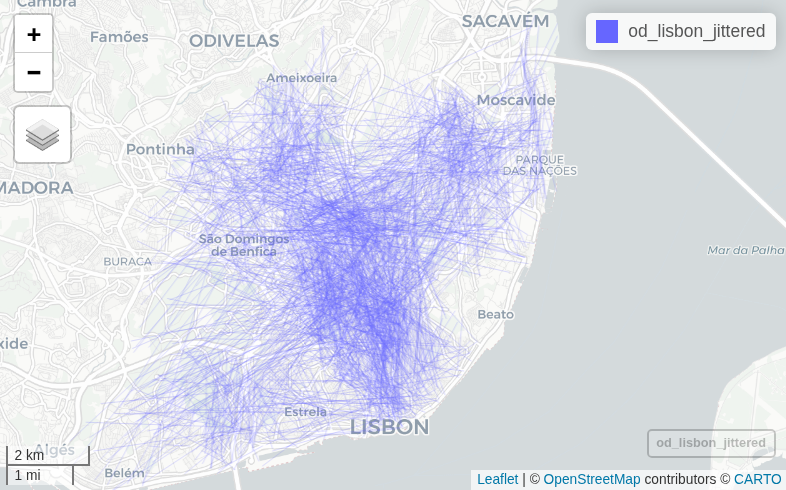 Cambra
SACAVÉM
+
Famões
ODIVELAS
od_lisbon_jittered
−
Ameixoeira
Moscavide
Pontinha
PARQUE
DAS NAÇÕES
MADORA
São Domingos
de Benfica
Mar da Palha
BURACA
Beato
xide
Estrela
LISBON
Algés
od_lisbon_jittered
2 km
1 mi
Belém
Leaflet | © OpenStreetMap contributors © CARTO